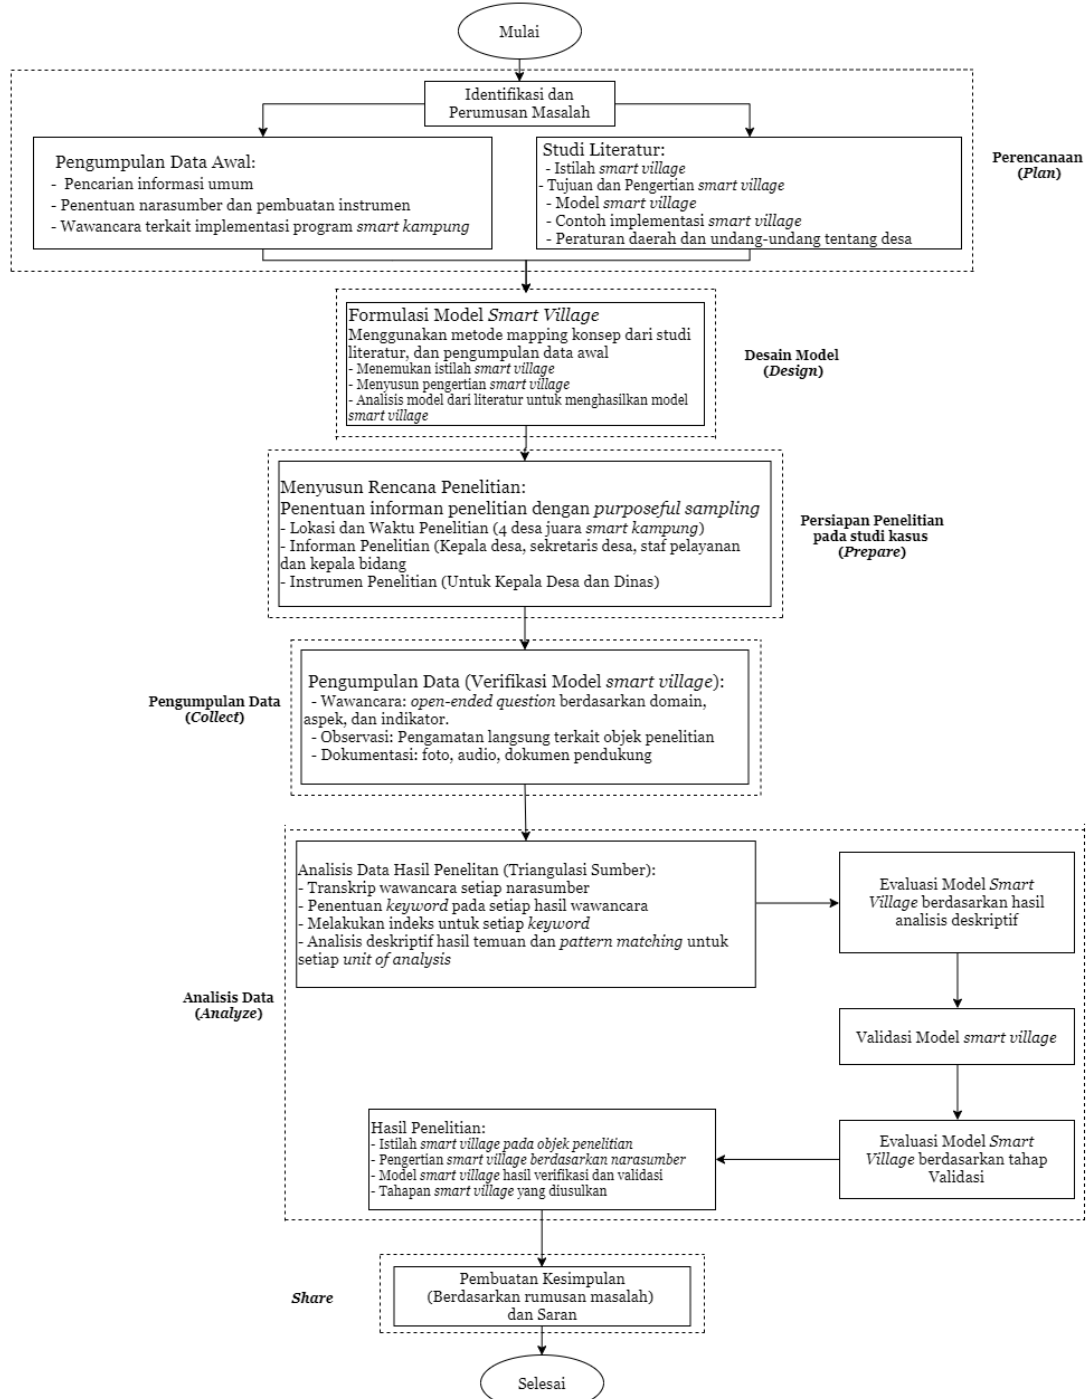 Mulai
Identifikasi dan
Perumusan Masalah
Pengumpulan Data Awal:
- Pencarian informasi umum
- Penentuan narasumber dan pembuatan instrumen
- Wawancara terkait implementasi program smart kampung
Studi Literatur:
- Istilah smart village
- Tujuan dan Pengertian smart village
- Model smart village
- Contoh implementasi smart village
- Peraturan daerah dan undang-undang tentang desa
Perencanaan
(Plan)
Formulasi Model Smart Village
Menggunakan metode mapping konsep dari studi
literatur, dan pengumpulan data awal
- Menemukan istilah smart village
- Menyusun pengertian smart village
- Analisis model dari literatur untuk menghasilkan model
smart village
Desain Model
(Design)
Menyusun Rencana Penelitian:
Penentuan informan penelitian dengan purposeful sampling
- Lokasi dan Waktu Penelitian (4 desa juara smart kampung)
- Informan Penelitian (Kepala desa, sekretaris desa, staf pelayanan
dan kepala bidang
- Instrumen Penelitian (Untuk Kepala Desa dan Dinas)
Persiapan Penelitian
pada studi kasus
(Prepare)
Pengumpulan Data
(Collect)
Pengumpulan Data (Verifikasi Model smart village):
- Wawancara: open-ended question berdasarkan domain,
aspek, dan indikator.
- Observasi: Pengamatan langsung terkait objek penelitian
- Dokumentasi: foto, audio, dokumen pendukung
Analisis Data
(Analyze)
Analisis Data Hasil Penelitan (Triangulasi Sumber):
- Transkrip wawancara setiap narasumber
- Penentuan keyword pada setiap hasil wawancara
- Melakukan indeks untuk setiap keyword
- Analisis deskriptif hasil temuan dan pattern matching untuk
setiap unit of analysis
Evaluasi Model Smart
Village berdasarkan hasil
analisis deskriptif
Validasi Model smart village
Evaluasi Model Smart
Village berdasarkan tahap
Validasi
Hasil Penelitian:
- Istilah smart village pada objek penelitian
- Pengertian smart village berdasarkan narasumber
- Model smart village hasil verifikasi dan validasi
- Tahapan smart village yang diusulkan
Share
Pembuatan Kesimpulan
(Berdasarkan rumusan masalah)
dan Saran
Selesai